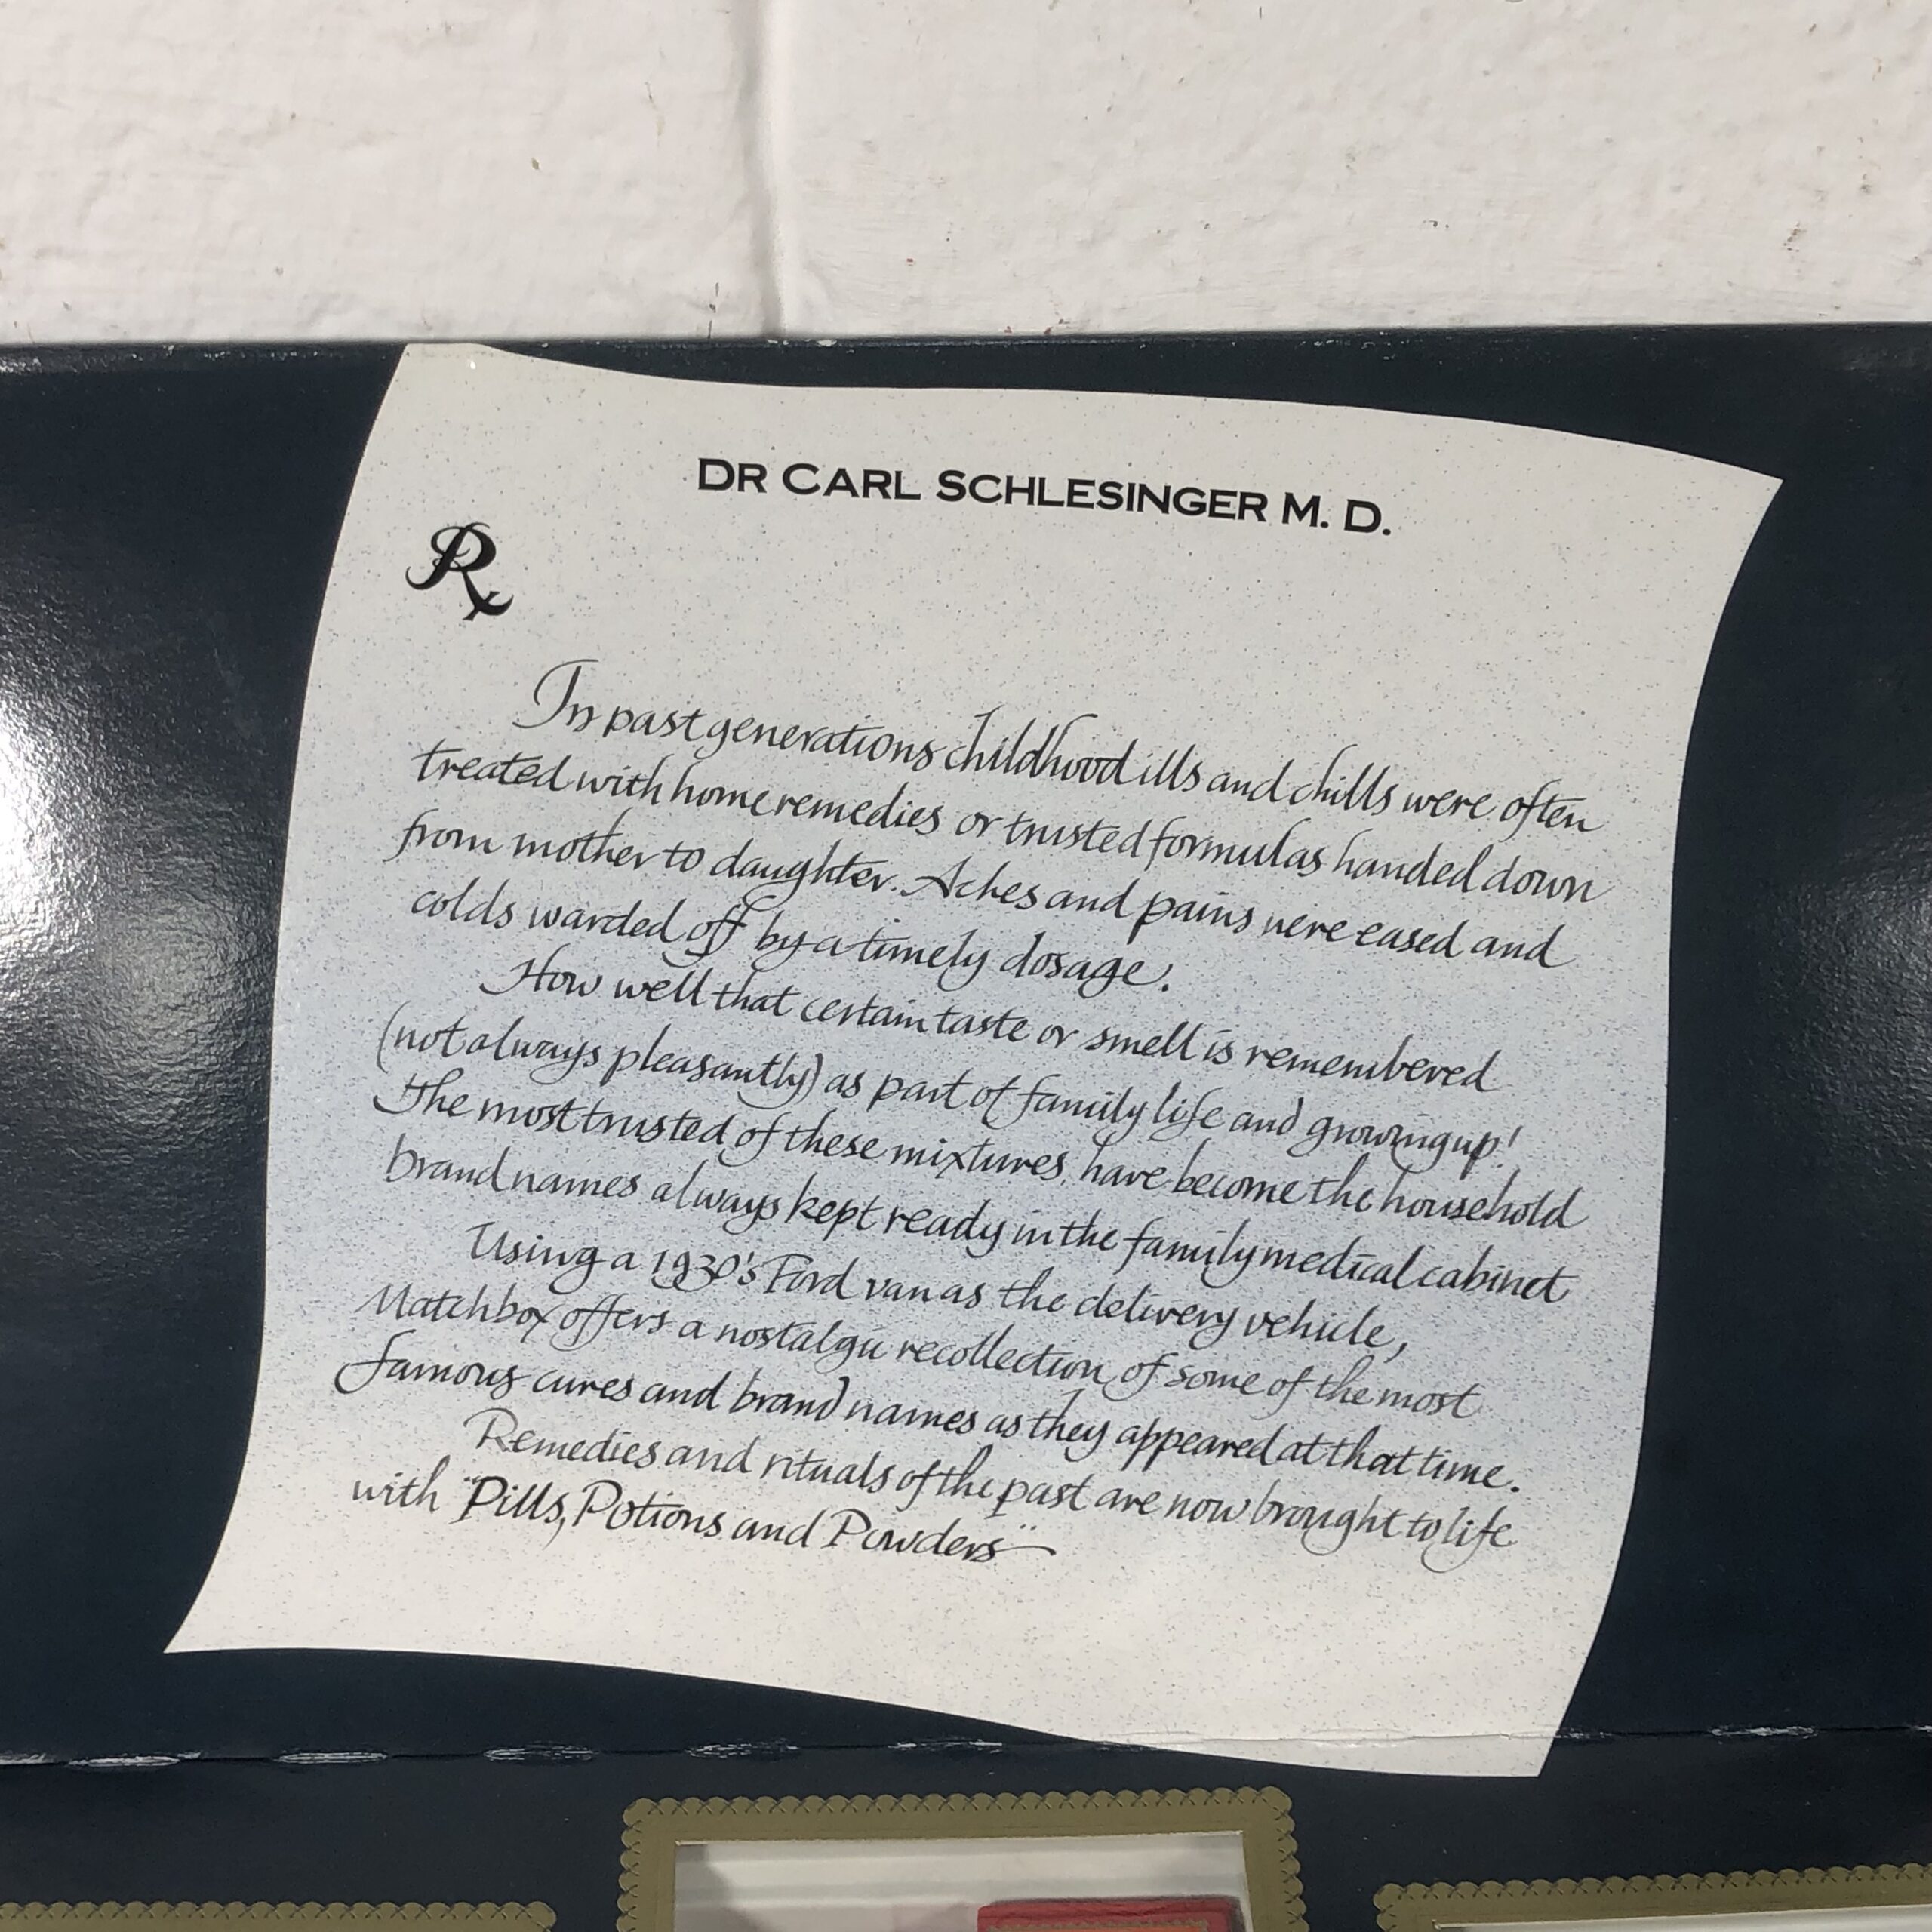 DR CARL SCHLESINGER M. D.
Rx
In past generations childhood ills and chills were often
treated with home remedies or trusted formulas handed down
from mother to daughter. Aches and pains were eased and
colds warded off by a timely dosage.
How well that certain taste or smell is remembered
(not always pleasantly) as part of family life and growing up!
The most trusted of these mixtures, have become the household
brand names always kept ready in the family medical cabinet
Using a 1930's Ford van as the delivery vehicle,
Matchbox offers a nostalgic recollection of some of the most
famous cures and brand names as they appeared at that time.
Remedies and rituals of the past are now brought to life
with "Pills, Potions and Powders"